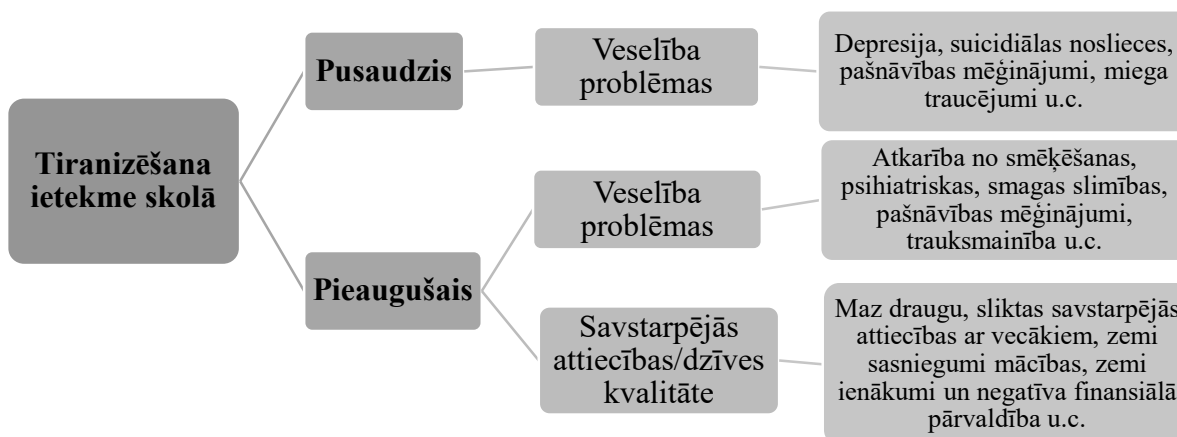 Tiranizēšana
ietekme skolā
Pusaudzis
Veselība
problēmas
Depresija, suicidiālas noslieces,
pašnāvības mēģinājumi, miega
traucējumi u.c.
Pieaugušais
Veselība
problēmas
Atkarība no smēķēšanas,
psihiatriskas, smagas slimības,
pašnāvības mēģinājumi,
trauksmainība u.c.
Savstarpējās
attiecības/dzīves
kvalitāte
Maz draugu, sliktas savstarpējās
attiecības ar vecākiem, zemi
sasniegumi mācības, zemi
ienākumi un negatīva finansiālā
pārvaldība u.c.